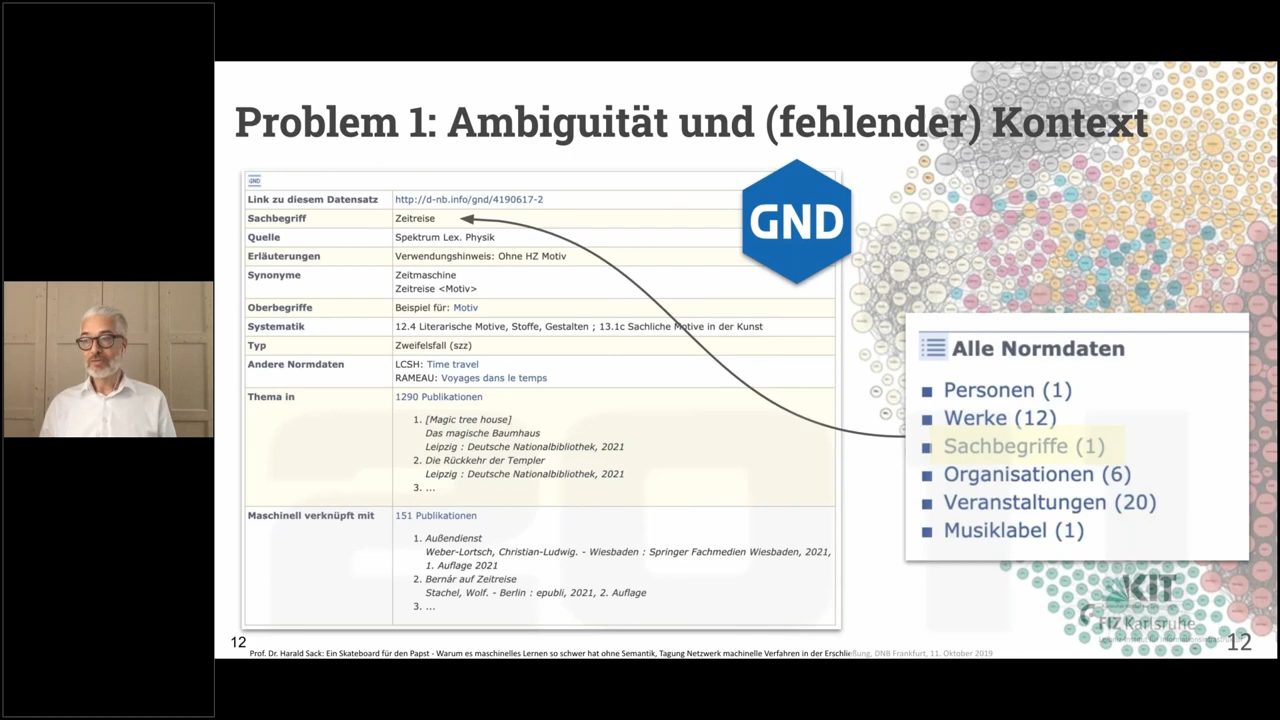 Problem 1: Ambiguität und (fehlender) Kontext
GND
GND
Link zu diesem Datensatz http://d-nb.info/gnd/4190617-2
Sachbegriff Zeitreise
Quelle Spektrum Lex. Physik
Erläuterungen Verwendungshinweis: Ohne HZ Motiv
Synonyme Zeitmaschine
Zeitreise <Motiv>
Oberbegriffe Beispiel für: Motiv
Systematik 12.4 Literarische Motive, Stoffe, Gestalten ; 13.1c Sachliche Motive in der Kunst
Typ Zweifelsfall (szz)
Andere Normdaten LCSH: Time travel
RAMEAU: Voyages dans le temps
Thema in 1290 Publikationen
1. [Magic tree house]
Das magische Baumhaus
Leipzig : Deutsche Nationalbibliothek, 2021
2. Die Rückkehr der Templer
Leipzig : Deutsche Nationalbibliothek, 2021
3. ...
Maschinell verknüpft mit 151 Publikationen
1. Außendienst
Weber-Lortsch, Christian-Ludwig. - Wiesbaden : Springer Fachmedien Wiesbaden, 2021,
1. Auflage 2021
2. Bernár auf Zeitreise
Stachel, Wolf. - Berlin : epubli, 2021, 2. Auflage
3. ...
Alle Normdaten
Personen (1)
Werke (12)
Sachbegriffe (1)
Organisationen (6)
Veranstaltungen (20)
Musiklabel (1)
KIT
FIZ Karlsruhe
12
12
Prof. Dr. Harald Sack: Ein Skateboard für den Papst - Warum es maschinelles Lernen so schwer hat ohne Semantik, Tagung Netzwerk machinelle Verfahren in der Erschließung, DNB Frankfurt, 11. Oktober 2019